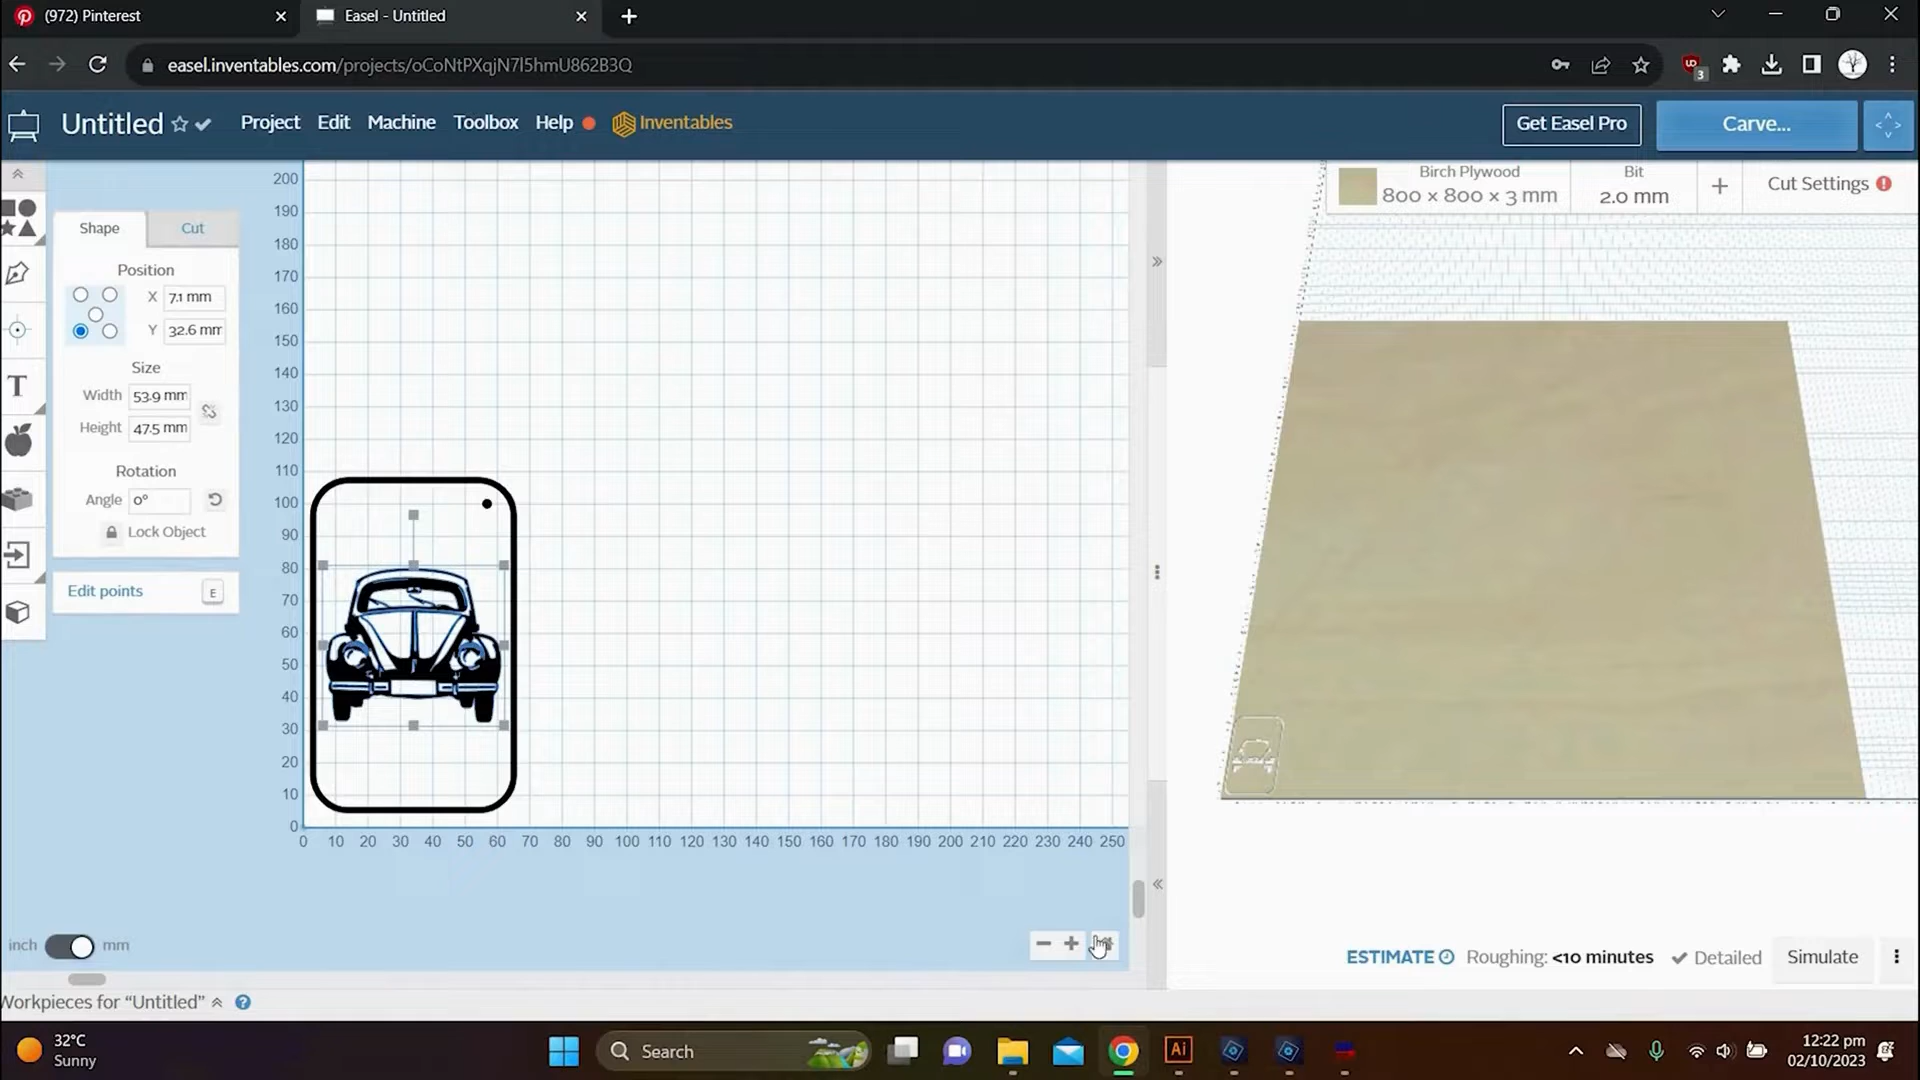 (972) Pinterest
Easel - Untitled
easel.inventables.com/projects/oCoNtPXqjN7l5hmU862B3Q
3
Untitled Project Edit Machine Toolbox Help Inventables Get Easel Pro Carve...
Shape Cut
Position
X 7.1 mm
Y 32.6 mm
Size
Width 53.9 mm
Height 47.5 mm
Rotation
Angle 0°
Lock Object
Edit points E
T
200
190
180
170
160
150
140
130
120
110
100
90
80
70
60
50
40
30
20
10
0
0 10 20 30 40 50 60 70 80 90 100 110 120 130 140 150 160 170 180 190 200 210 220 230 240 250
Birch Plywood
800 × 800 × 3 mm
Bit
2.0 mm
Cut Settings
inch mm
ESTIMATE Roughing: <10 minutes Detailed Simulate
Workpieces for “Untitled”
32°C
Sunny
Search
Ai
12:22 pm
02/10/2023